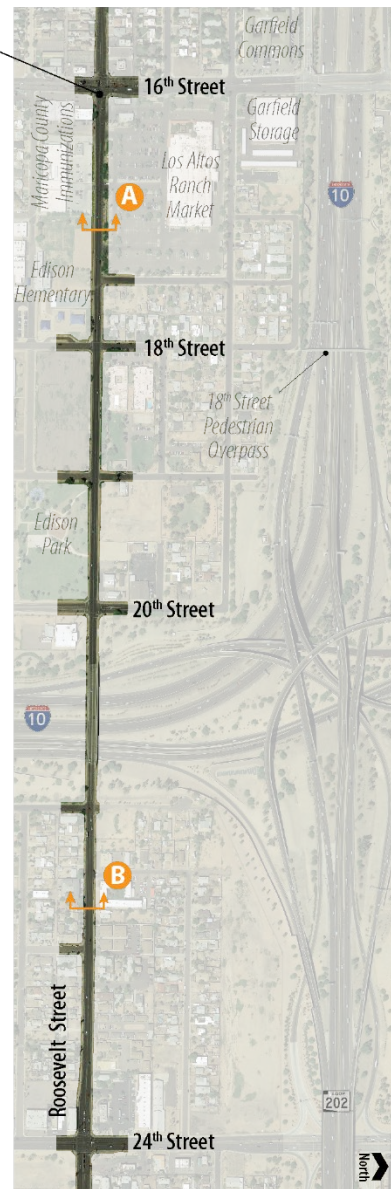 Garfield
Commons
16th Street
Garfield
Storage
Maricopa County
Immunizations
Los Altos
Ranch
Market
10
A
Edison
Elementary
18th Street
18th Street
Pedestrian
Overpass
Edison
Park
20th Street
10
B
Roosevelt Street
202
24th Street
North